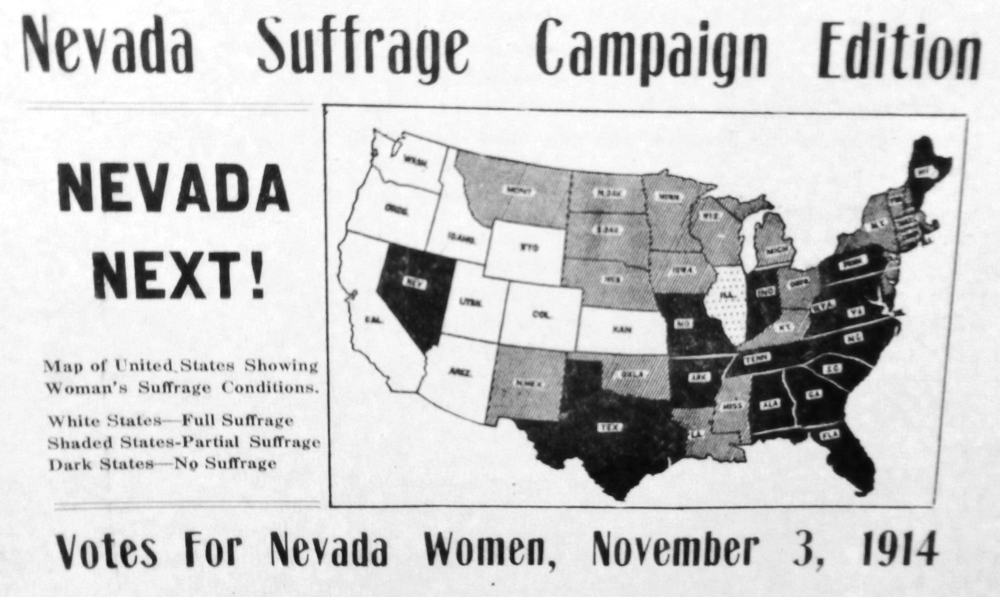 Nevada Suffrage Campaign Edition
NEVADA
NEXT!
Map of United States Showing
Woman's Suffrage Conditions.
White States—Full Suffrage
Shaded States-Partial Suffrage
Dark States—No Suffrage
WASH.
OREG.
IDAHO.
MONT
N.DAK
S.DAK
MINN
WIS.
MICH
N.Y.
ME
WYO
NEB
IOWA
ILL.
IND
OHIO
PENN.
NEV.
UTAH.
COL.
KAN
MO
KY.
W.VA.
VA
CAL.
ARIZ.
N.MEX
OKLA
ARK
TENN.
N.C.
S.C.
TEX
LA
MISS
ALA
GA
FLA
Votes For Nevada Women, November 3, 1914